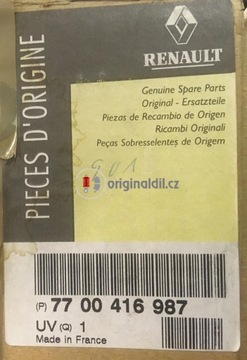 PIECES D'ORIGINE
RENAULT
Genuine Spare Parts
Original - Ersatzteile
Piezas de Recambio de Origen
Ricambi Originali
Peças Sobresselentes de Origem
901
originaldil.cz
(P) 77 00 416 987
UV (Q) 1
Made in France